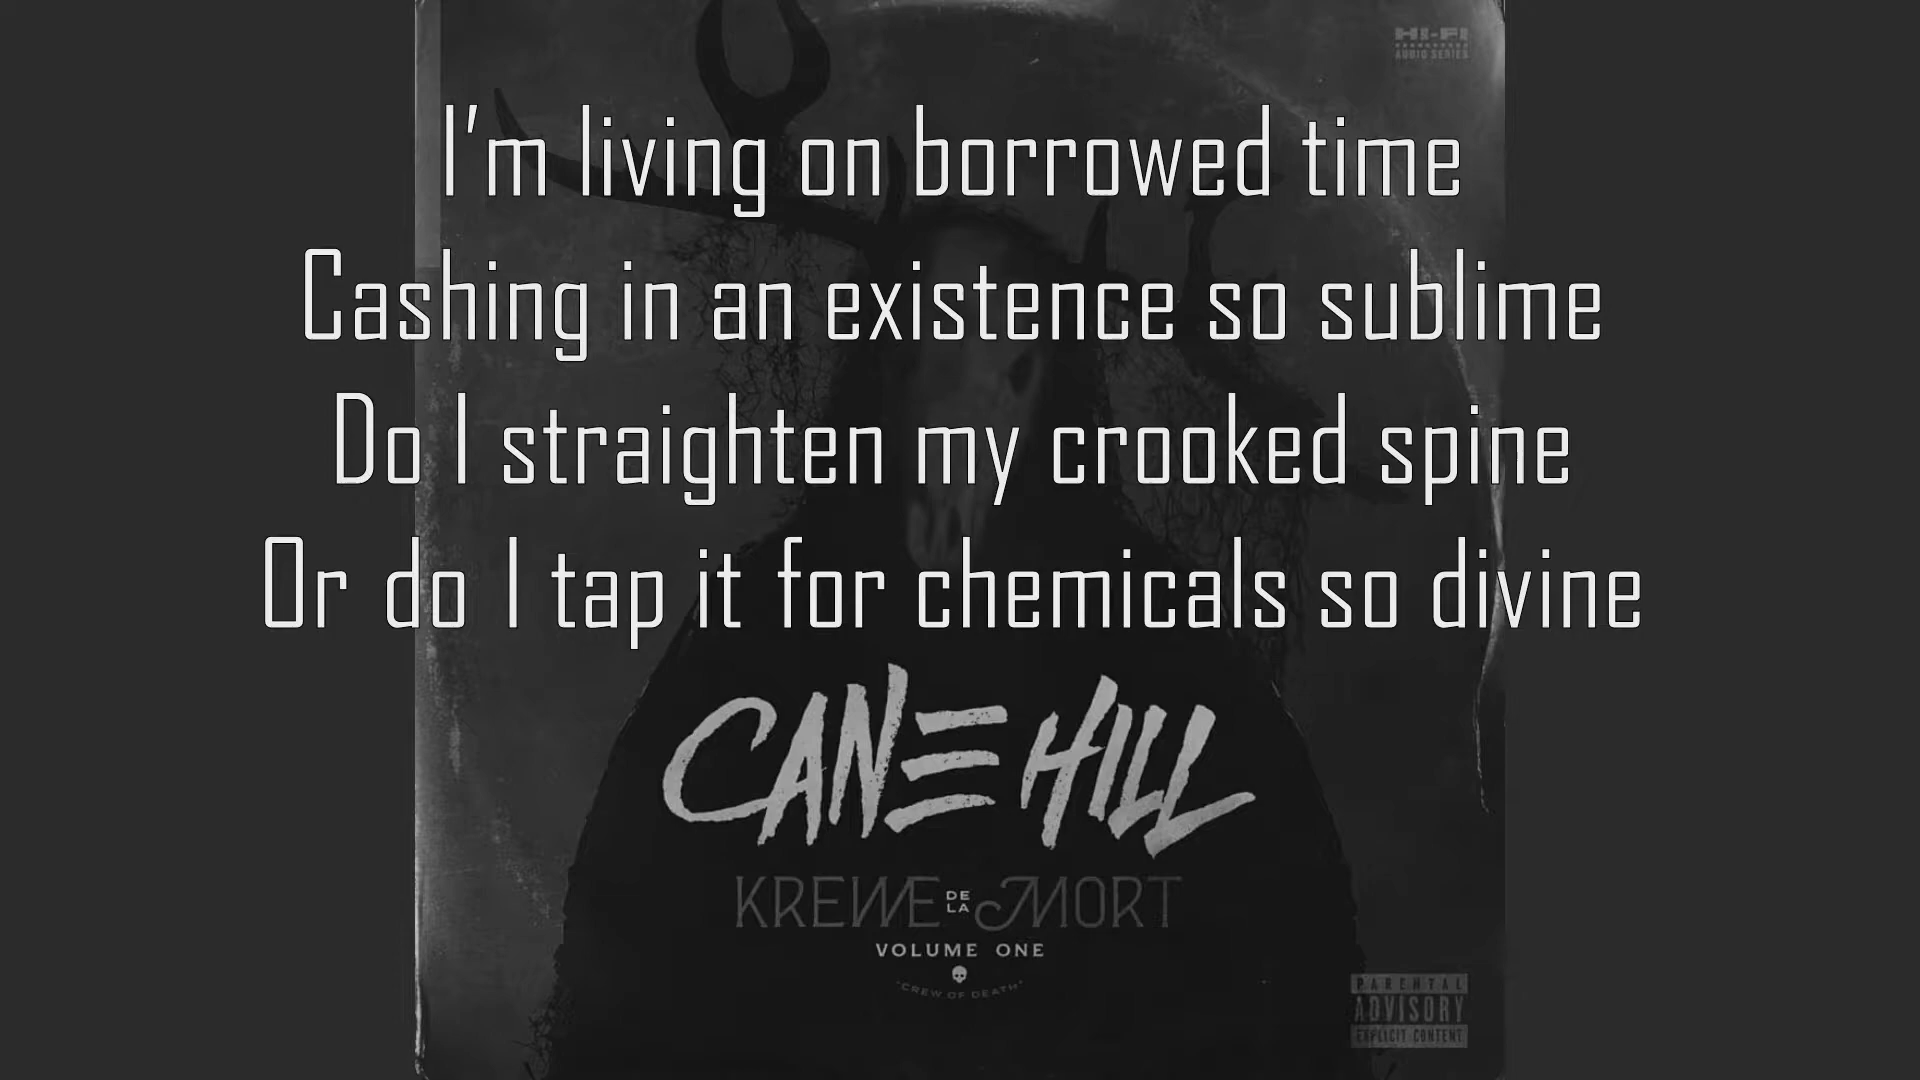 HI-FI
AUDIO SERIES
I'm living on borrowed time
Cashing in an existence so sublime
Do I straighten my crooked spine
Or do I tap it for chemicals so divine
CANE HILL
KREWE DE LA MORT
VOLUME ONE
"CREW OF DEATH"
PARENTAL
ADVISORY
EXPLICIT CONTENT